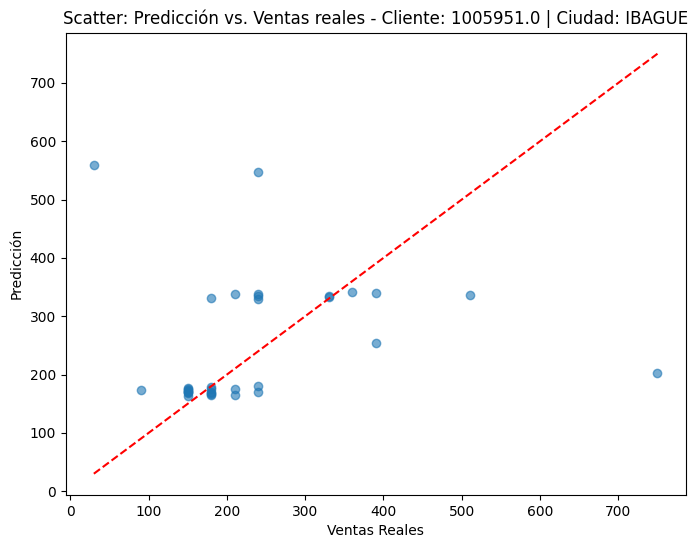 Scatter: Predicción vs. Ventas reales - Cliente: 1005951.0 | Ciudad: IBAGUE
700
600
500
400
300
200
100
0
Predicción
0 100 200 300 400 500 600 700
Ventas Reales